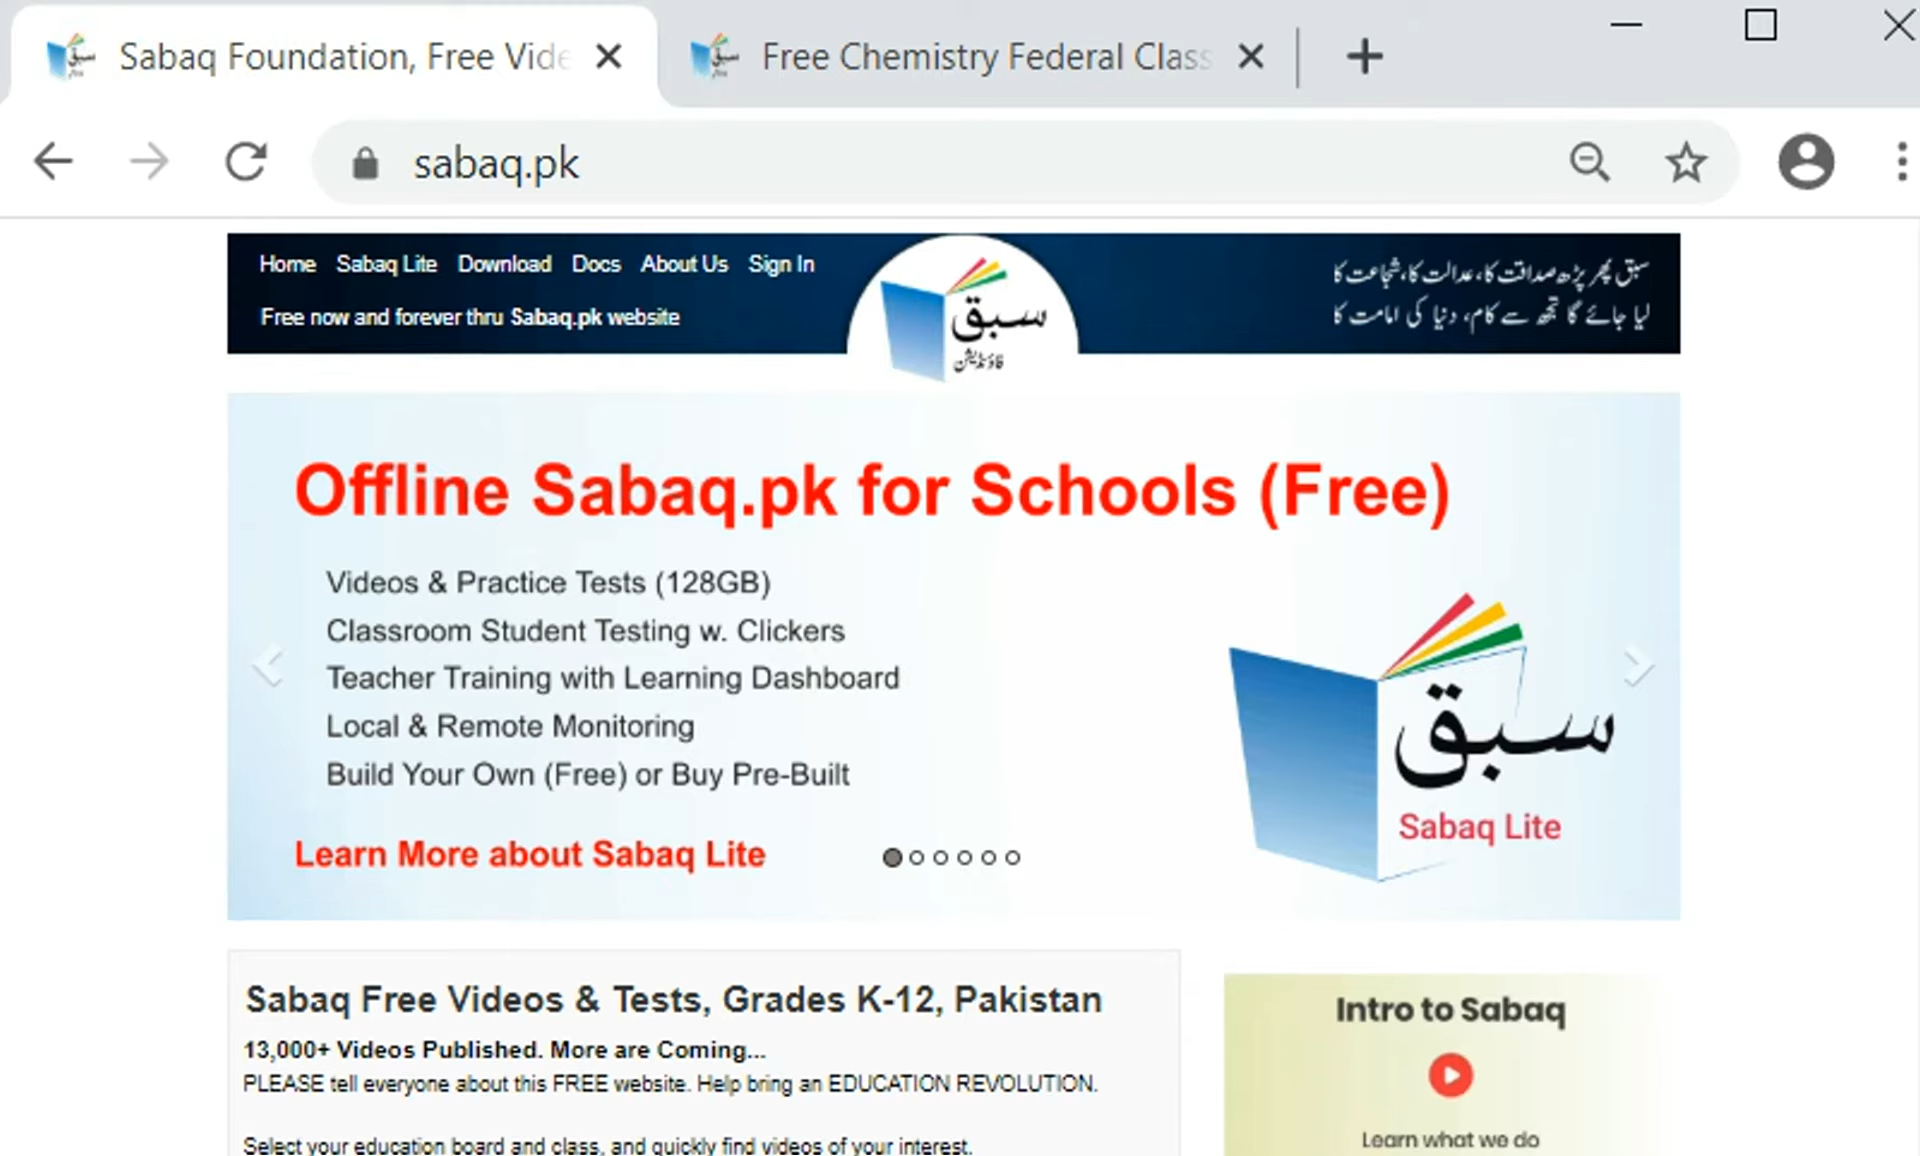 Sabaq Foundation, Free Vide
Free Chemistry Federal Class
sabaq.pk
Home Sabaq Lite Download Docs About Us Sign In
Free now and forever thru Sabaq.pk website
سبق
فاؤنڈیشن
سبق پھر پڑھ صداقت کا، عدالت کا، شجاعت کا
لیا جائے گا تجھ سے کام، دنیا کی امامت کا
Offline Sabaq.pk for Schools (Free)
Videos & Practice Tests (128GB)
Classroom Student Testing w. Clickers
Teacher Training with Learning Dashboard
Local & Remote Monitoring
Build Your Own (Free) or Buy Pre-Built
Learn More about Sabaq Lite
سبق
Sabaq Lite
Sabaq Free Videos & Tests, Grades K-12, Pakistan
13,000+ Videos Published. More are Coming...
PLEASE tell everyone about this FREE website. Help bring an EDUCATION REVOLUTION.
Select your education board and class, and quickly find videos of your interest.
Intro to Sabaq
Learn what we do